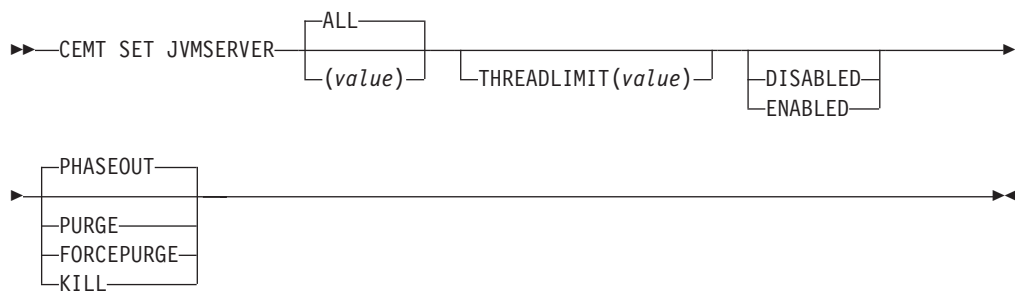 ALL
CEMT SET JVMSERVER
(value)
THREADLIMIT(value)
DISABLED
ENABLED
PHASEOUT
PURGE
FORCEPURGE
KILL